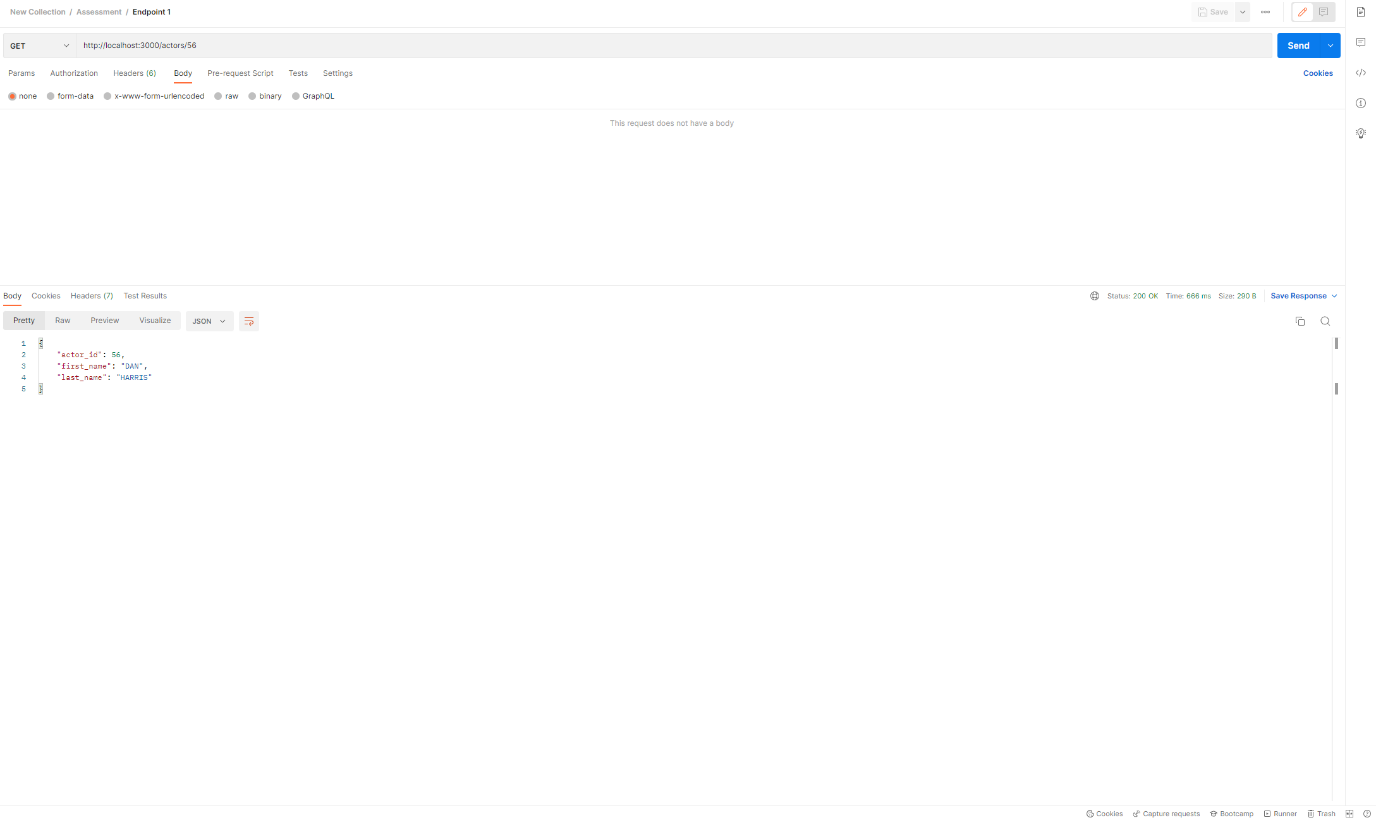 New Collection / Assessment / Endpoint 1
Save
GET
http://localhost:3000/actors/56
Send
Params Authorization Headers (6) Body Pre-request Script Tests Settings
Cookies
none form-data x-www-form-urlencoded raw binary GraphQL
This request does not have a body
Body Cookies Headers (7) Test Results
Status: 200 OK Time: 666 ms Size: 290 B Save Response
Pretty Raw Preview Visualize JSON
1 {
2 "actor_id": 56,
3 "first_name": "DAN",
4 "last_name": "HARRIS"
5 }
Cookies Capture requests Bootcamp Runner Trash